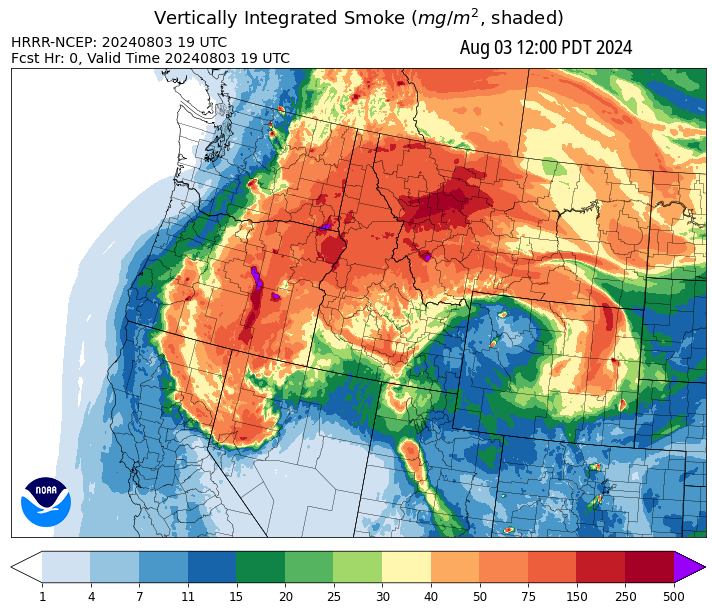 Vertically Integrated Smoke (mg/m², shaded)
HRRR-NCEP: 20240803 19 UTC
Aug 03 12:00 PDT 2024
Fcst Hr: 0, Valid Time 20240803 19 UTC
NOAA
1 4 7 11 15 20 25 30 40 50 75 150 250 500